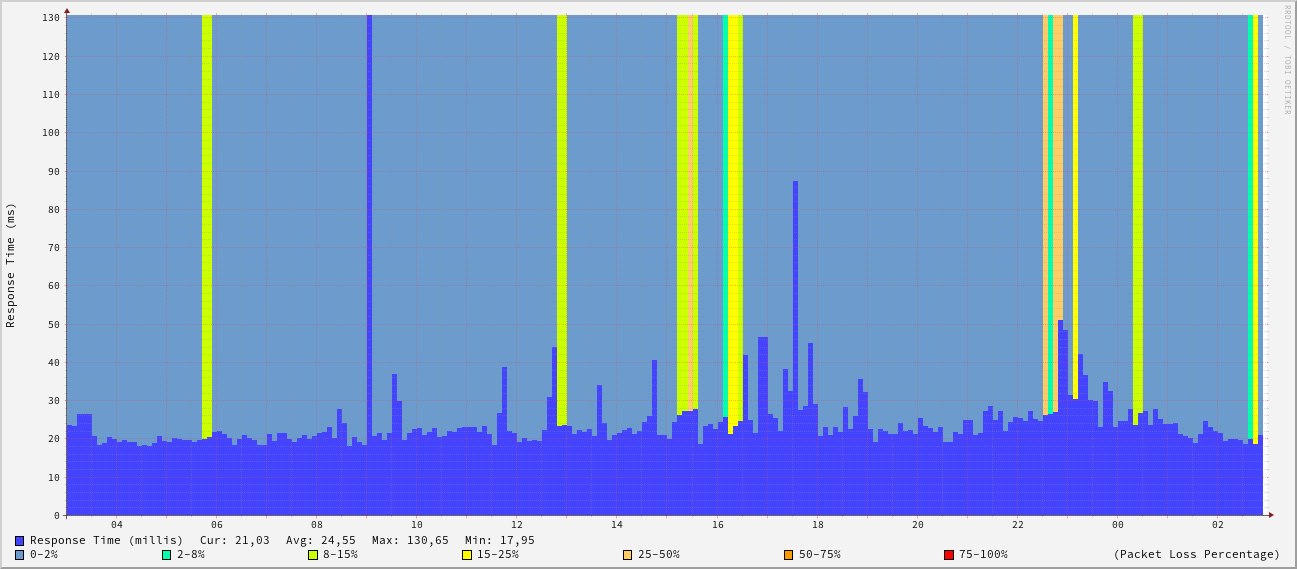 RRDTOOL / TOBI OETIKER
Response Time (ms)
130
120
110
100
90
80
70
60
50
40
30
20
10
0
04 06 08 10 12 14 16 18 20 22 00 02
Response Time (millis) Cur: 21,03 Avg: 24,55 Max: 130,65 Min: 17,95
0-2% 2-8% 8-15% 15-25% 25-50% 50-75% 75-100% (Packet Loss Percentage)